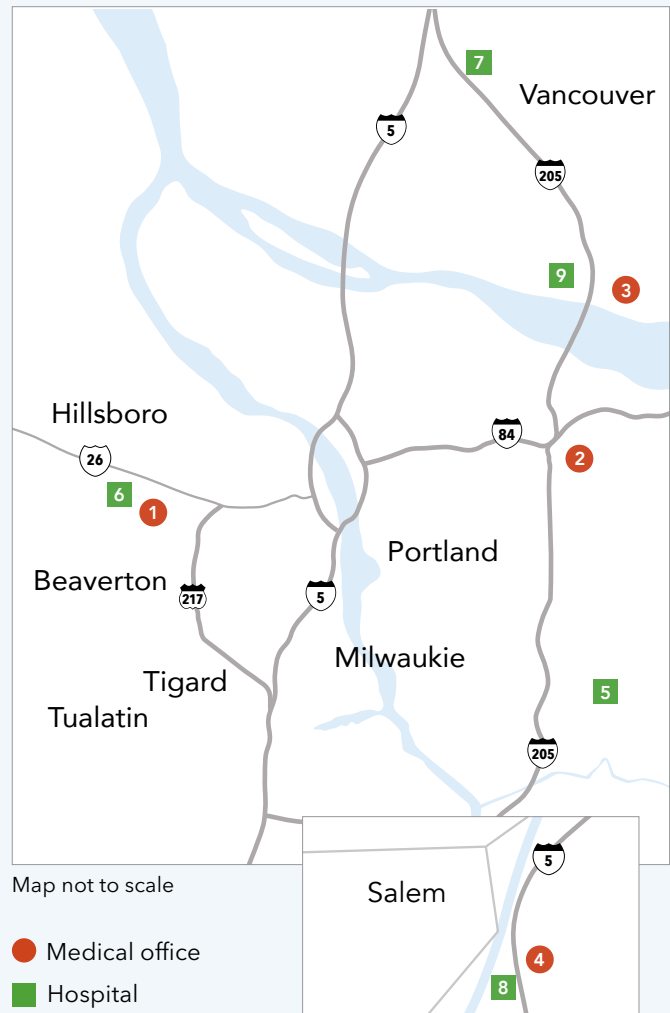 7
Vancouver
5
205
9
3
Hillsboro
84
26
2
6
1
Portland
Beaverton
217
5
Milwaukie
Tigard
5
Tualatin
205
5
Map not to scale
Salem
Medical office
4
8
Hospital